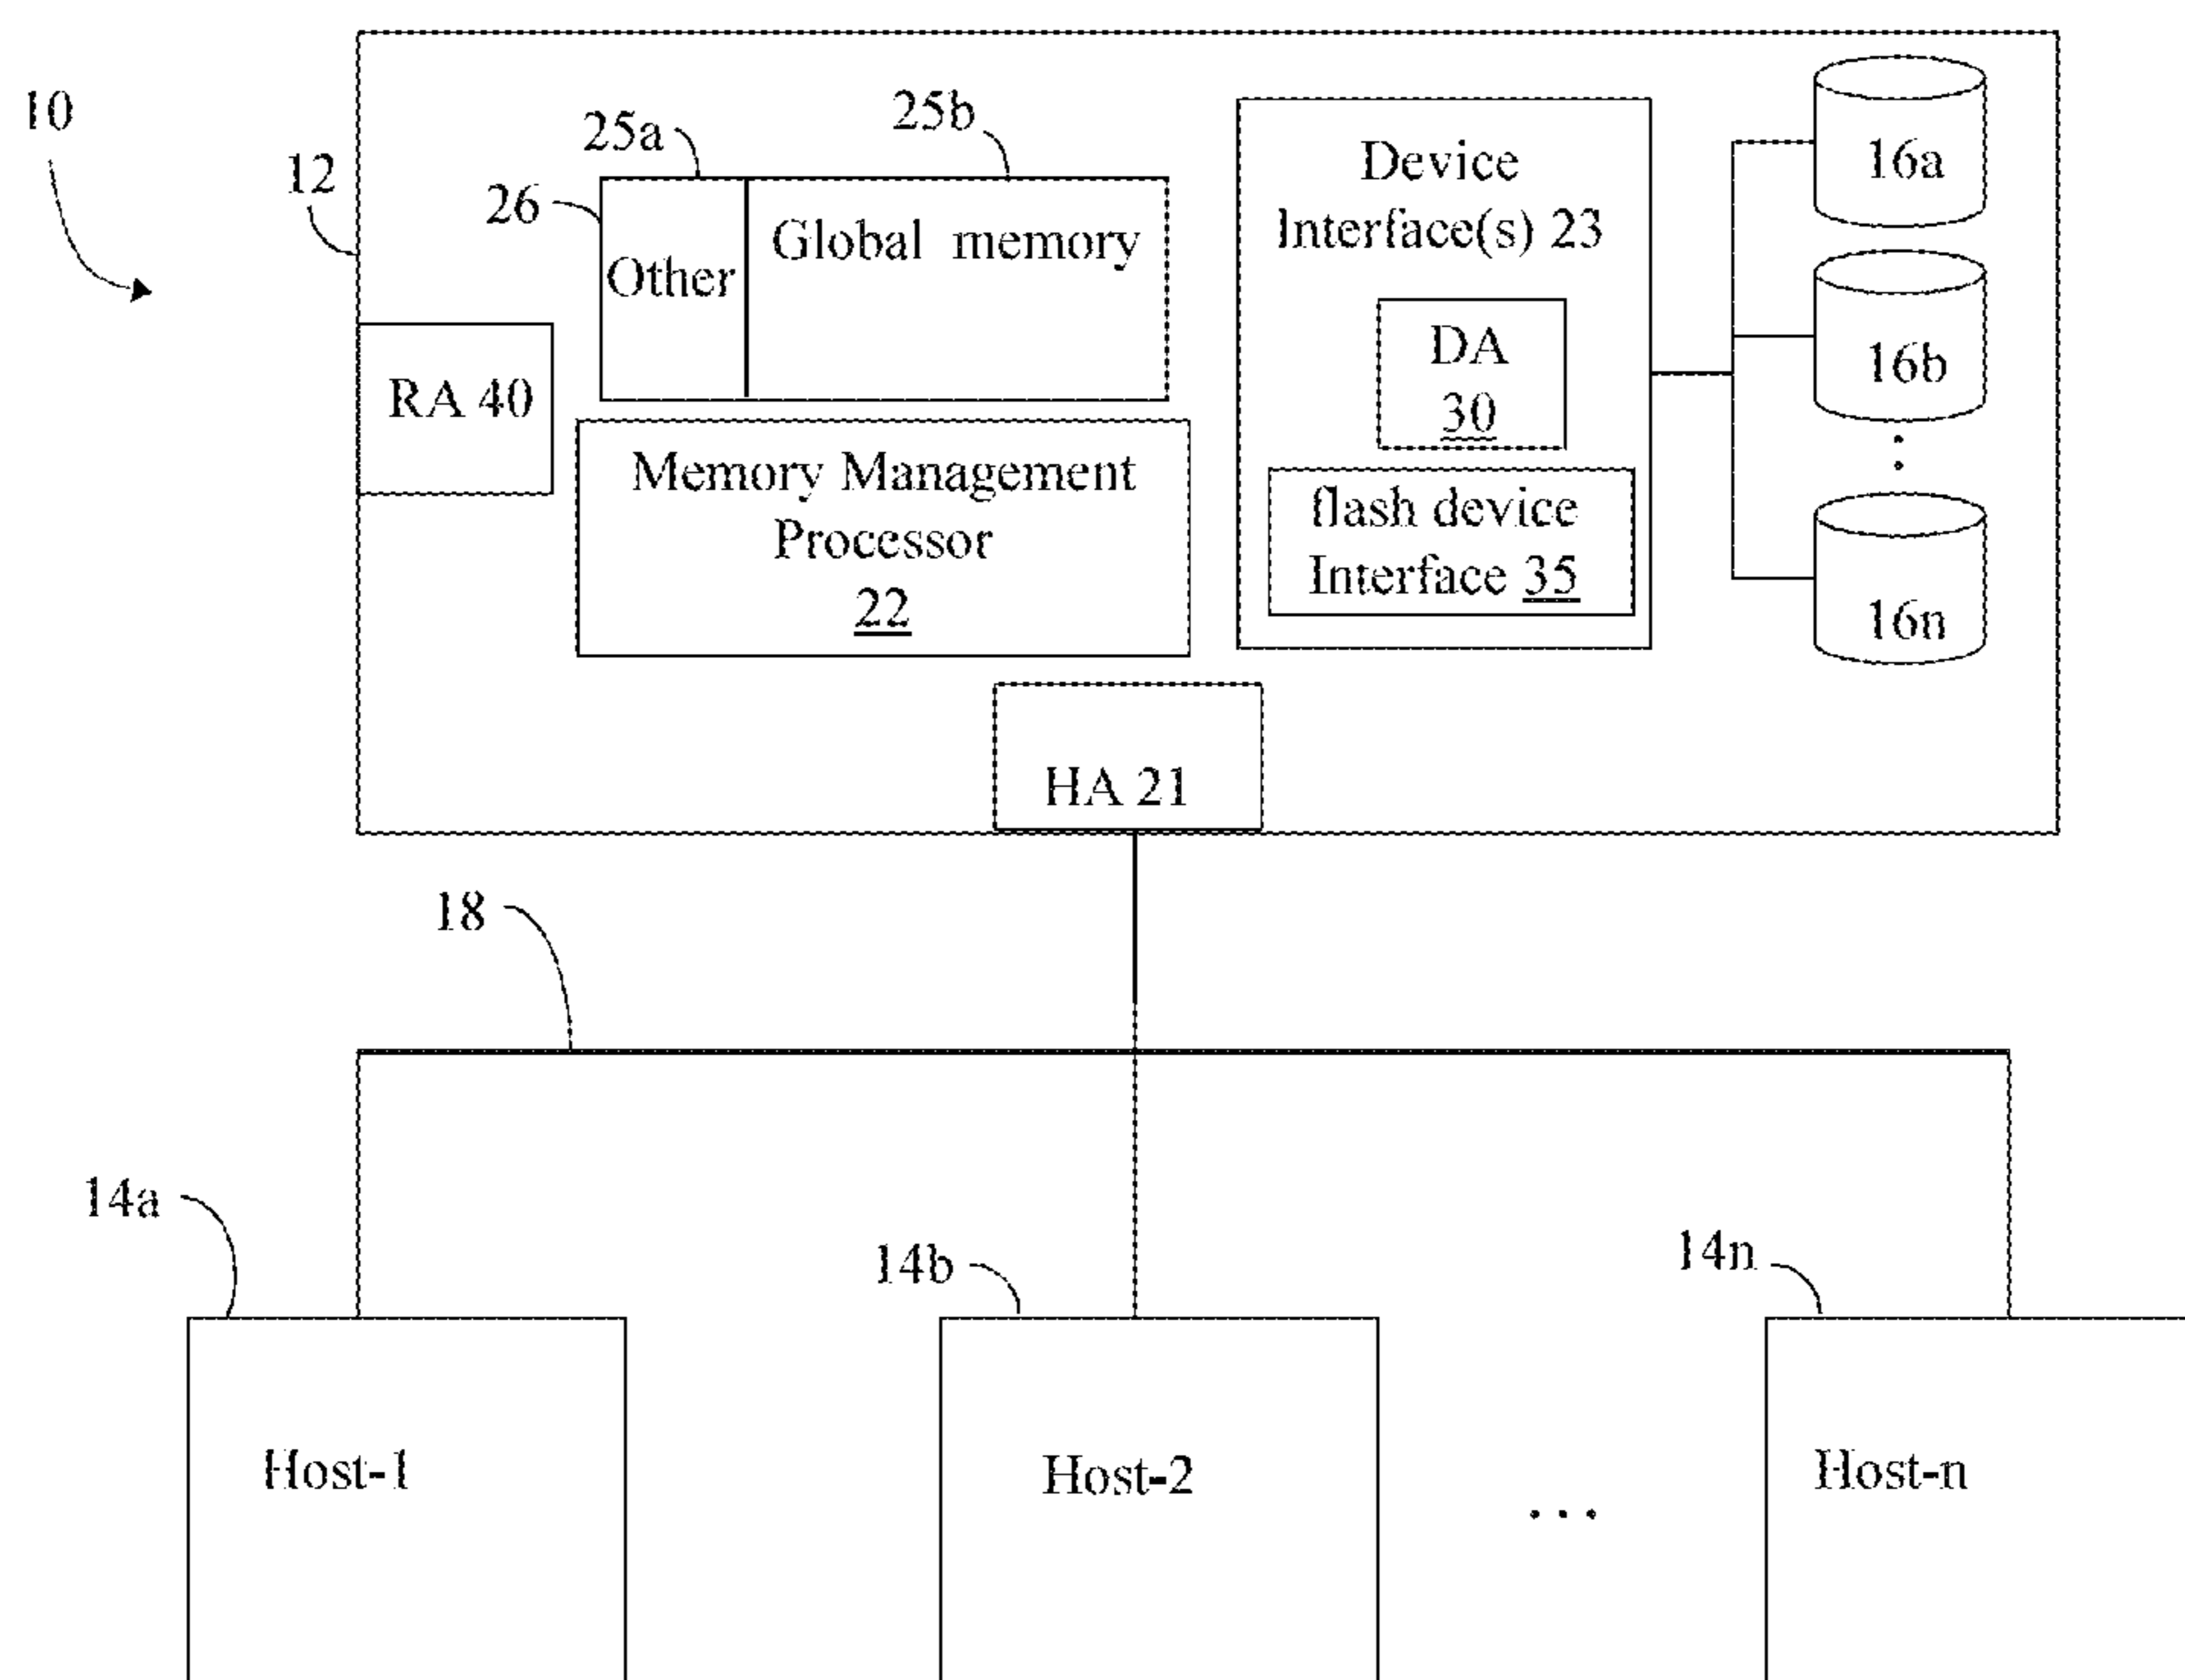 10
12
25a
25b
26
Other
Global memory
Device
Interface(s) 23
16a
16b
16n
RA 40
DA
30
Memory Management
Processor
22
flash device
Interface 35
HA 21
18
14a
14b
14n
Host-1
Host-2
...
Host-n